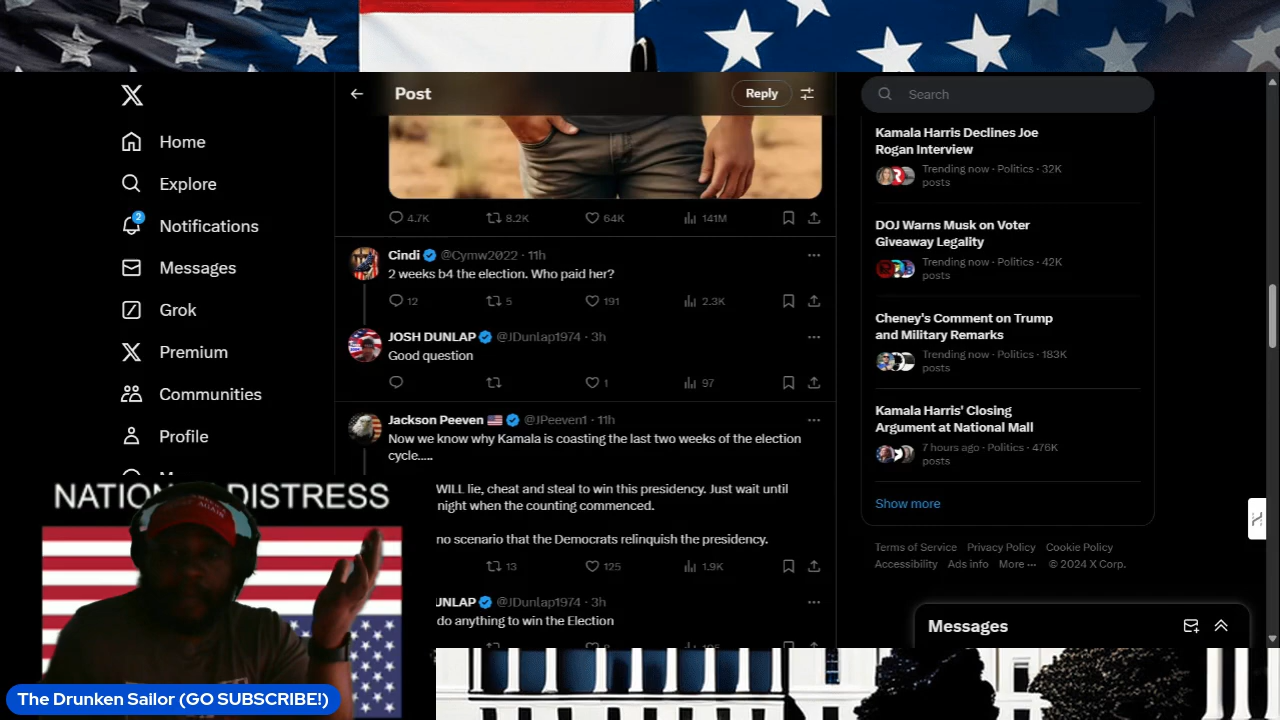 Home
Explore
2
Notifications
Messages
Grok
Premium
Communities
Profile
Post
Reply
4.7K 8.2K 64K 141M
Cindi @Cymw2022 · 11h
2 weeks b4 the election. Who paid her?
12 5 191 2.3K
JOSH DUNLAP @JDunlap1974 · 3h
Good question
1 97
Jackson Peeven @JPeeven1 · 11h
Now we know why Kamala is coasting the last two weeks of the election
cycle.....
WILL lie, cheat and steal to win this presidency. Just wait until
night when the counting commenced.
no scenario that the Democrats relinquish the presidency.
13 125 1.9K
UNLAP @JDunlap1974 · 3h
do anything to win the Election
Search
Kamala Harris Declines Joe
Rogan Interview
Trending now · Politics · 32K
posts
DOJ Warns Musk on Voter
Giveaway Legality
Trending now · Politics · 42K
posts
Cheney's Comment on Trump
and Military Remarks
Trending now · Politics · 183K
posts
Kamala Harris' Closing
Argument at National Mall
7 hours ago · Politics · 476K
posts
Show more
Terms of Service Privacy Policy Cookie Policy
Accessibility Ads info More ··· © 2024 X Corp.
Messages
DISTRESS
The Drunken Sailor (GO SUBSCRIBE!)